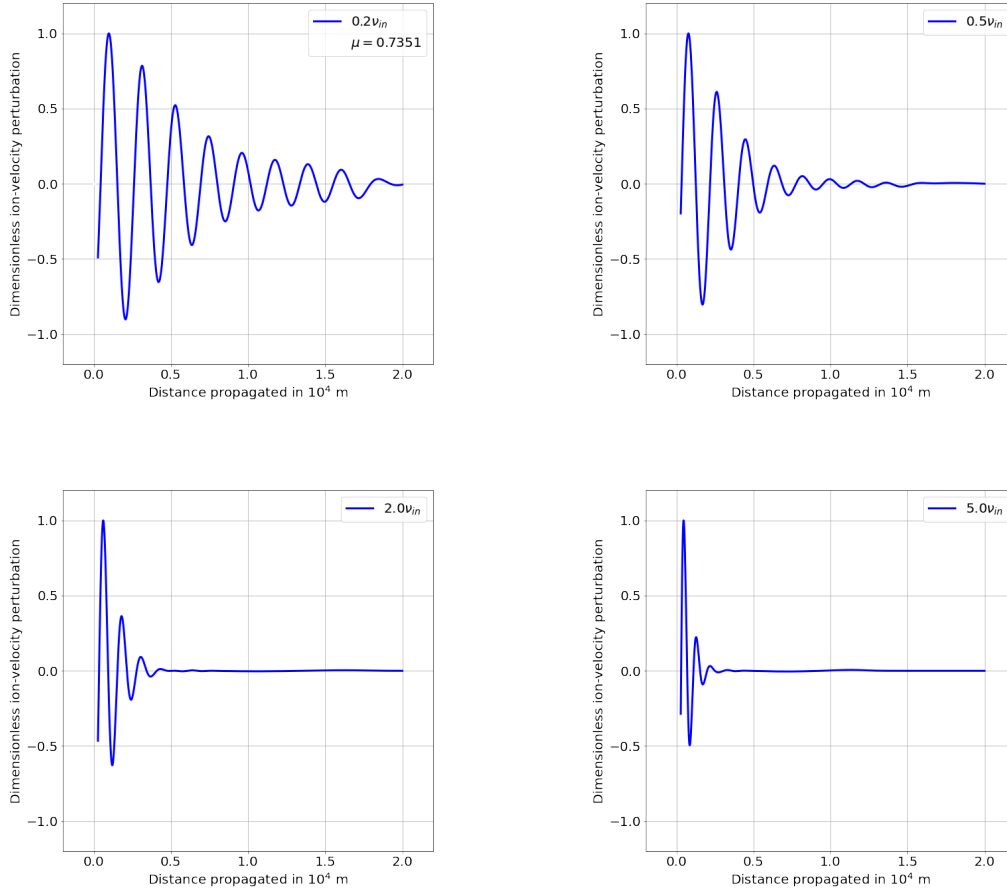 0.2ν_in
μ = 0.7351
1.0
0.5
0.0
−0.5
−1.0
Dimensionless ion-velocity perturbation
0.0 0.5 1.0 1.5 2.0
Distance propagated in 10⁴ m
0.5ν_in
1.0
0.5
0.0
−0.5
−1.0
Dimensionless ion-velocity perturbation
0.0 0.5 1.0 1.5 2.0
Distance propagated in 10⁴ m
2.0ν_in
1.0
0.5
0.0
−0.5
−1.0
Dimensionless ion-velocity perturbation
0.0 0.5 1.0 1.5 2.0
Distance propagated in 10⁴ m
5.0ν_in
1.0
0.5
0.0
−0.5
−1.0
Dimensionless ion-velocity perturbation
0.0 0.5 1.0 1.5 2.0
Distance propagated in 10⁴ m